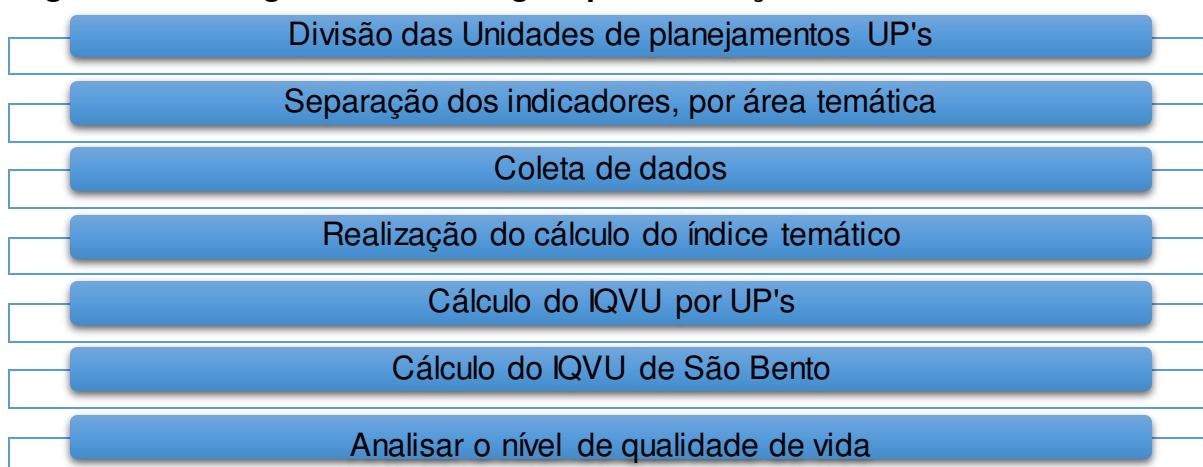 Divisão das Unidades de planejamentos UP's
Separação dos indicadores, por área temática
Coleta de dados
Realização do cálculo do índice temático
Cálculo do IQVU por UP's
Cálculo do IQVU de São Bento
Analisar o nível de qualidade de vida